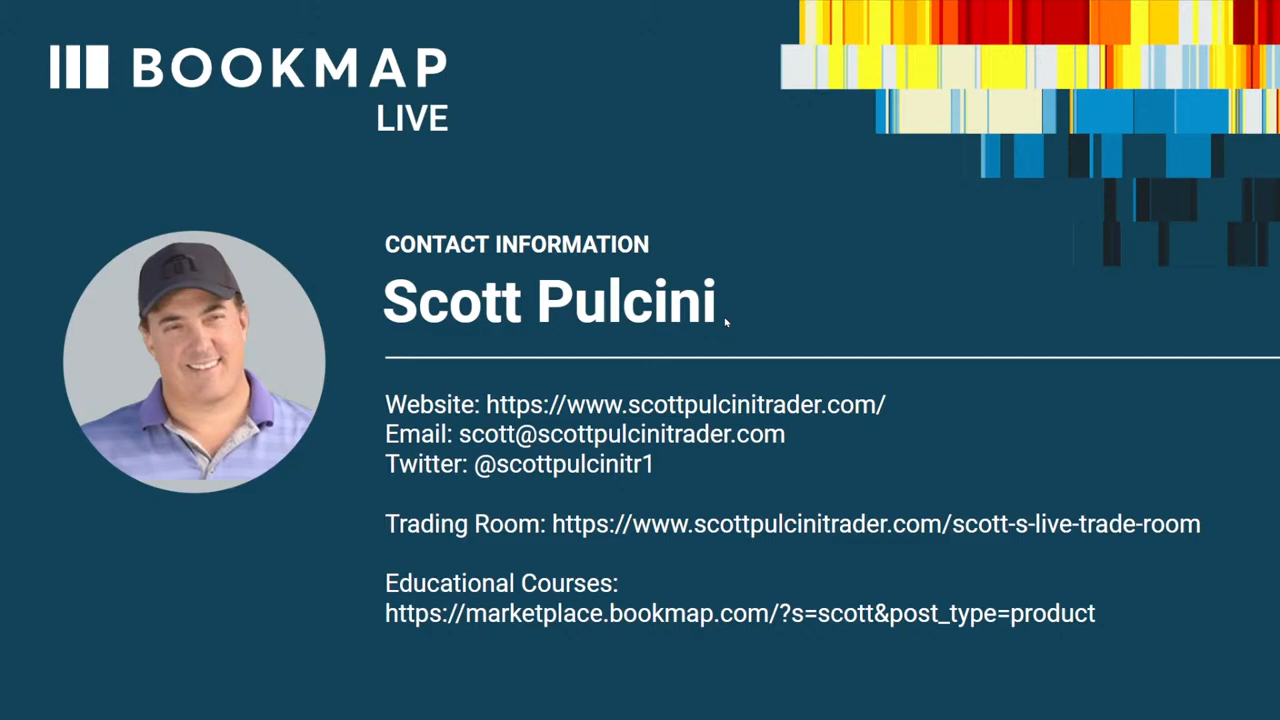 BOOKMAP
LIVE
CONTACT INFORMATION
Scott Pulcini
Website: https://www.scottpulcinitrader.com/
Email: scott@scottpulcinitrader.com
Twitter: @scottpulcinitr1
Trading Room: https://www.scottpulcinitrader.com/scott-s-live-trade-room
Educational Courses:
https://marketplace.bookmap.com/?s=scott&post_type=product